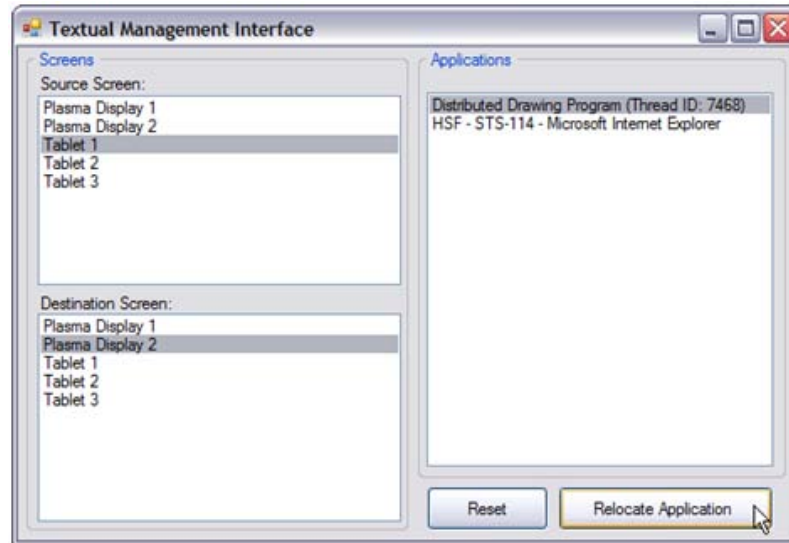 Textual Management Interface
Screens
Source Screen:
Plasma Display 1
Plasma Display 2
Tablet 1
Tablet 2
Tablet 3
Destination Screen:
Plasma Display 1
Plasma Display 2
Tablet 1
Tablet 2
Tablet 3
Applications
Distributed Drawing Program (Thread ID: 7468)
HSF - STS-114 - Microsoft Internet Explorer
Reset
Relocate Application